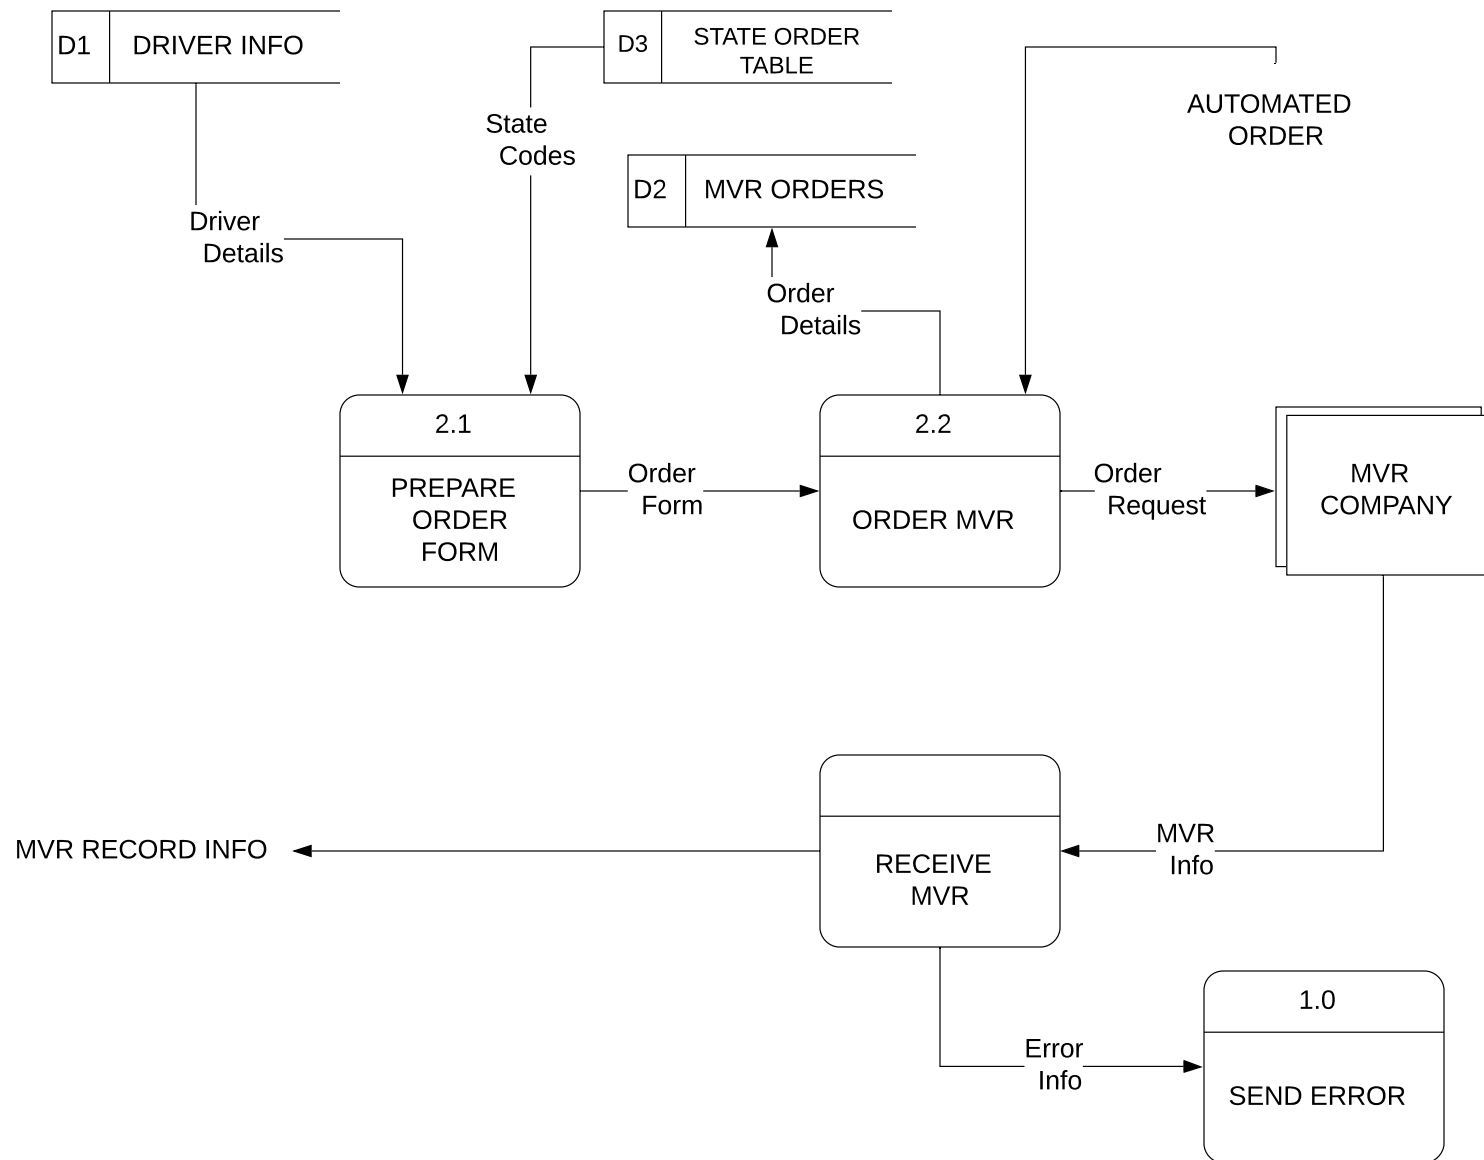 D1
DRIVER INFO
D3
STATE ORDER
TABLE
AUTOMATED
ORDER
State
Codes
D2
MVR ORDERS
Driver
Details
Order
Details
2.1
PREPARE
ORDER
FORM
Order
Form
2.2
ORDER MVR
Order
Request
MVR
COMPANY
MVR RECORD INFO
RECEIVE
MVR
MVR
Info
Error
Info
1.0
SEND ERROR